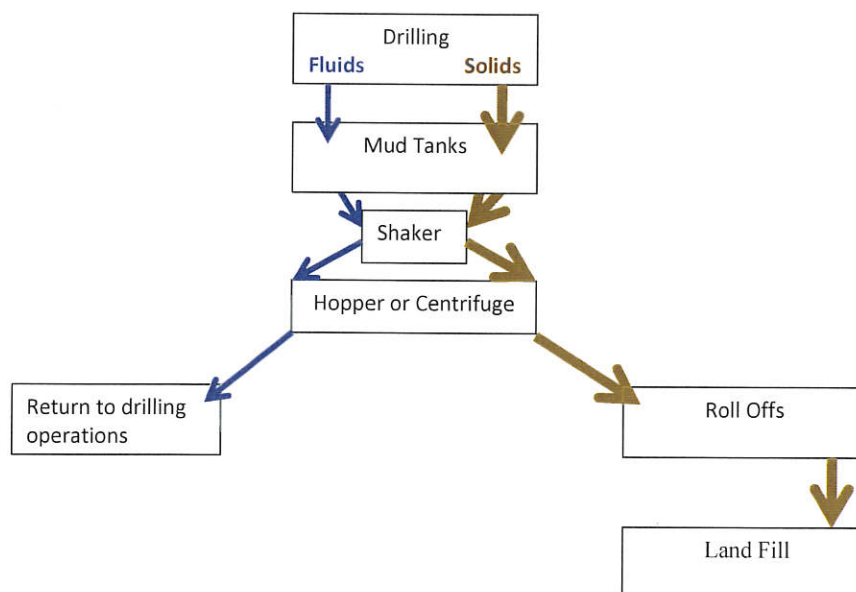 Drilling
Fluids Solids
Mud Tanks
Shaker
Hopper or Centrifuge
Return to drilling
operations
Roll Offs
Land Fill